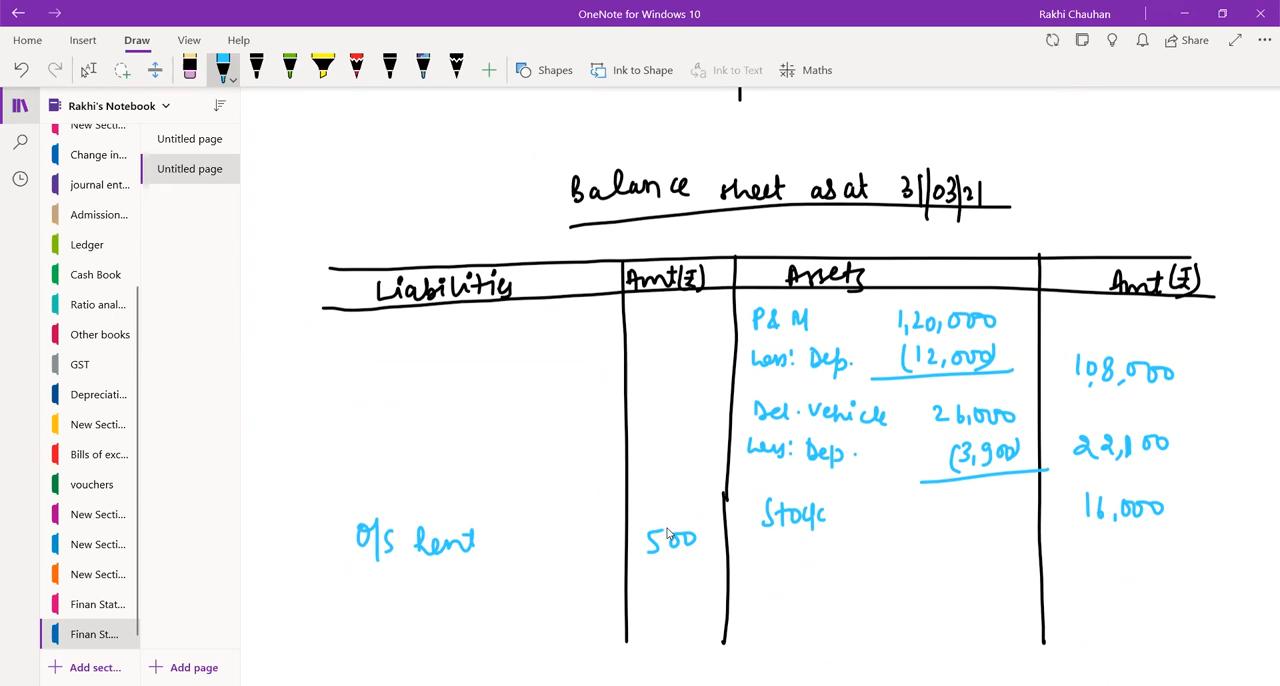 OneNote for Windows 10
Rakhi Chauhan
Home Insert Draw View Help
Share
Shapes
Ink to Shape
Ink to Text
Maths
Rakhi's Notebook
New Secti...
Change in...
journal ent...
Admission...
Ledger
Cash Book
Ratio anal...
Other books
GST
Depreciati...
New Secti...
Bills of exc...
vouchers
New Secti...
New Secti...
New Secti...
Finan Stat...
Finan St....
Add sect...
Untitled page
Untitled page
Add page
Balance sheet as at 31/03/21
Liabilities Amt(₹) Assets Amt(₹)
P & M 1,20,000
Less: Dep. (12,000) 1,08,000
Del. Vehicle 26,000
Less: Dep. (3,900) 22,100
Stock 16,000
O/S Rent 500